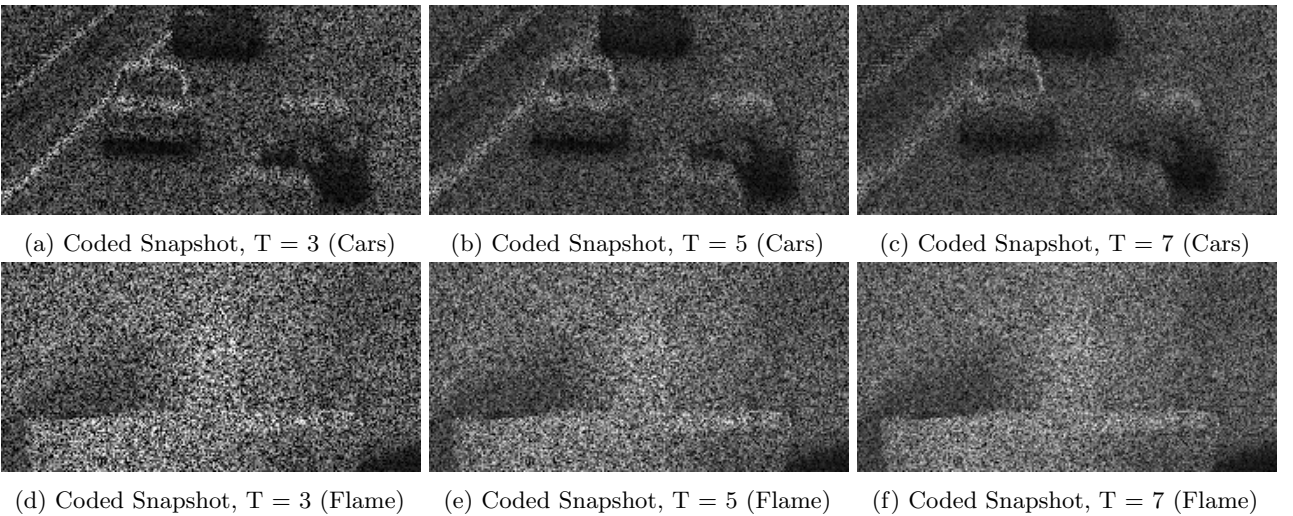 (a) Coded Snapshot, T = 3 (Cars)
(b) Coded Snapshot, T = 5 (Cars)
(c) Coded Snapshot, T = 7 (Cars)
(d) Coded Snapshot, T = 3 (Flame)
(e) Coded Snapshot, T = 5 (Flame)
(f) Coded Snapshot, T = 7 (Flame)